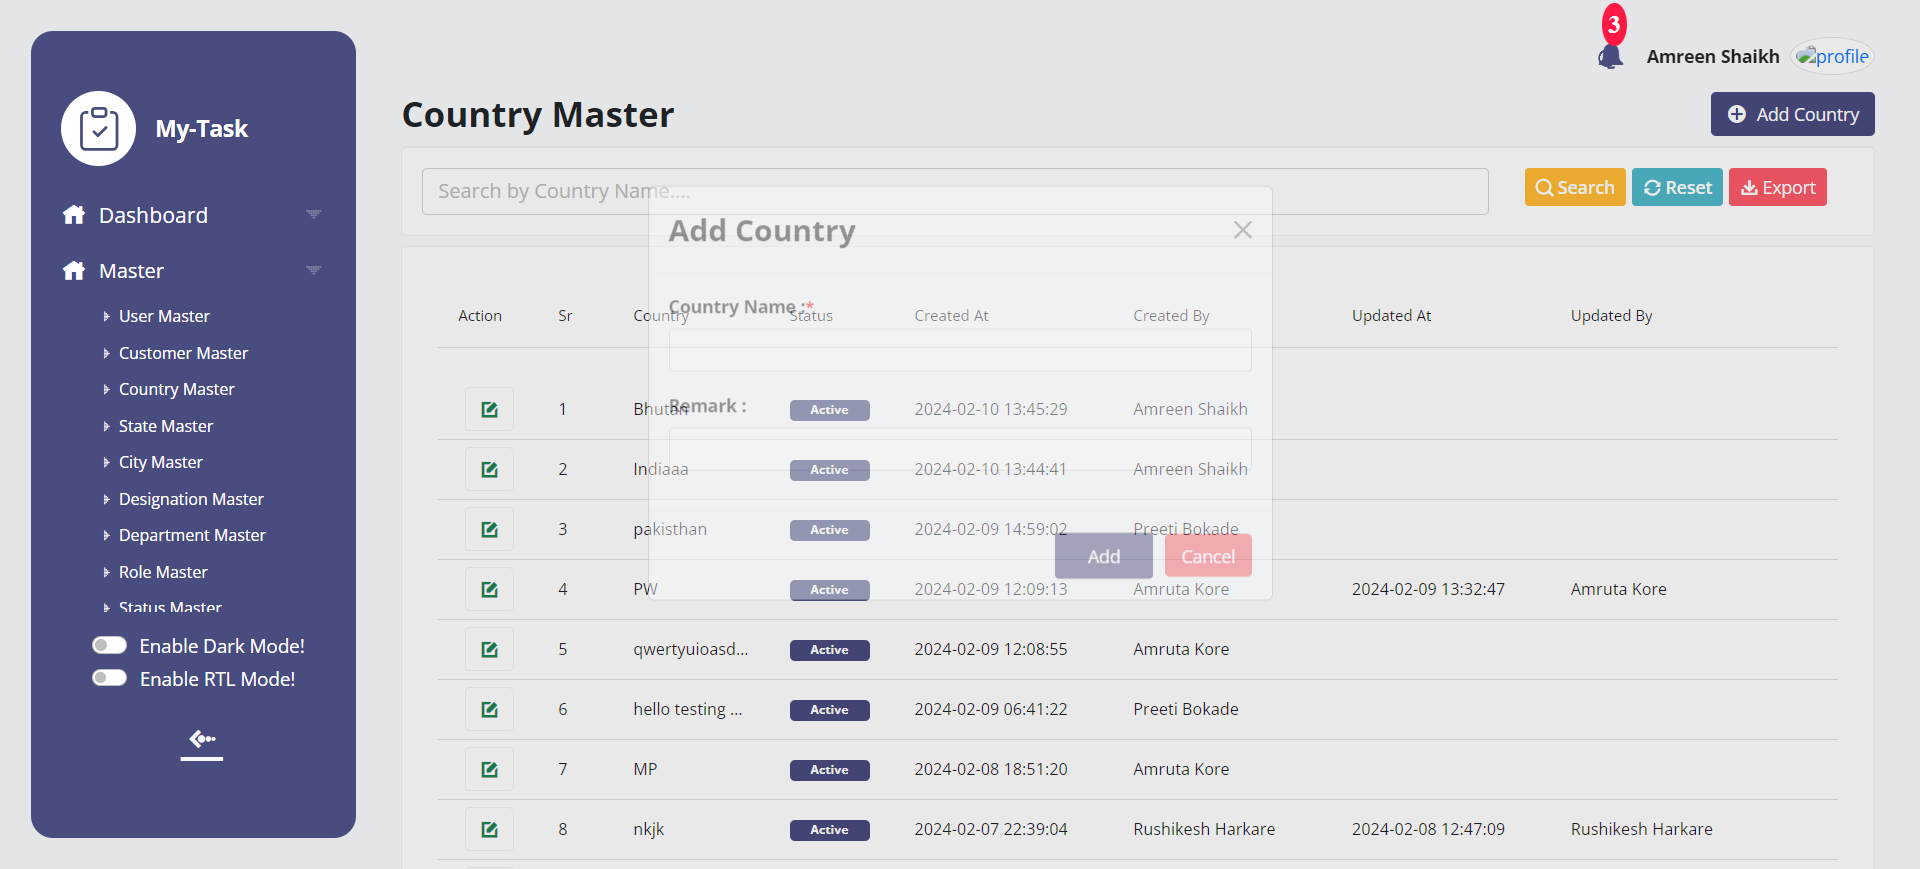 3
Amreen Shaikh profile
My-Task
Country Master
Add Country
Search by Country Name....
Search
Reset
Export
Dashboard
Master
User Master
Customer Master
Country Master
State Master
City Master
Designation Master
Department Master
Role Master
Status Master
Enable Dark Mode!
Enable RTL Mode!
Add Country
Country Name :*
Remark :
Add
Cancel
Action Sr Country Status Created At Created By Updated At Updated By
1 Bhutan Active 2024-02-10 13:45:29 Amreen Shaikh
2 Indiaaa Active 2024-02-10 13:44:41 Amreen Shaikh
3 pakisthan Active 2024-02-09 14:59:02 Preeti Bokade
4 PW Active 2024-02-09 12:09:13 Amruta Kore 2024-02-09 13:32:47 Amruta Kore
5 qwertyuioasd... Active 2024-02-09 12:08:55 Amruta Kore
6 hello testing ... Active 2024-02-09 06:41:22 Preeti Bokade
7 MP Active 2024-02-08 18:51:20 Amruta Kore
8 nkjk Active 2024-02-07 22:39:04 Rushikesh Harkare 2024-02-08 12:47:09 Rushikesh Harkare